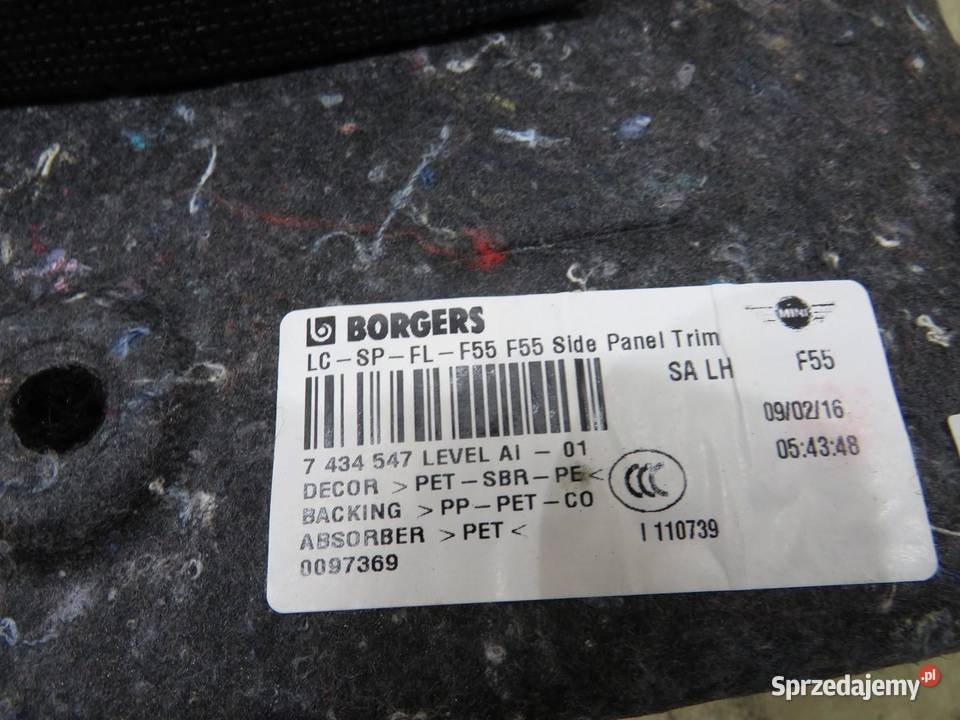 BORGERS
MINI
LC-SP-FL-F55 F55 Side Panel Trim
SA LH F55
09/02/16
05:43:48
7 434 547 LEVEL AI - 01
DECOR >PET-SBR-PE<
BACKING >PP-PET-CO
ABSORBER >PET<
CCC
I 110739
0097369
Sprzedajemy.pl